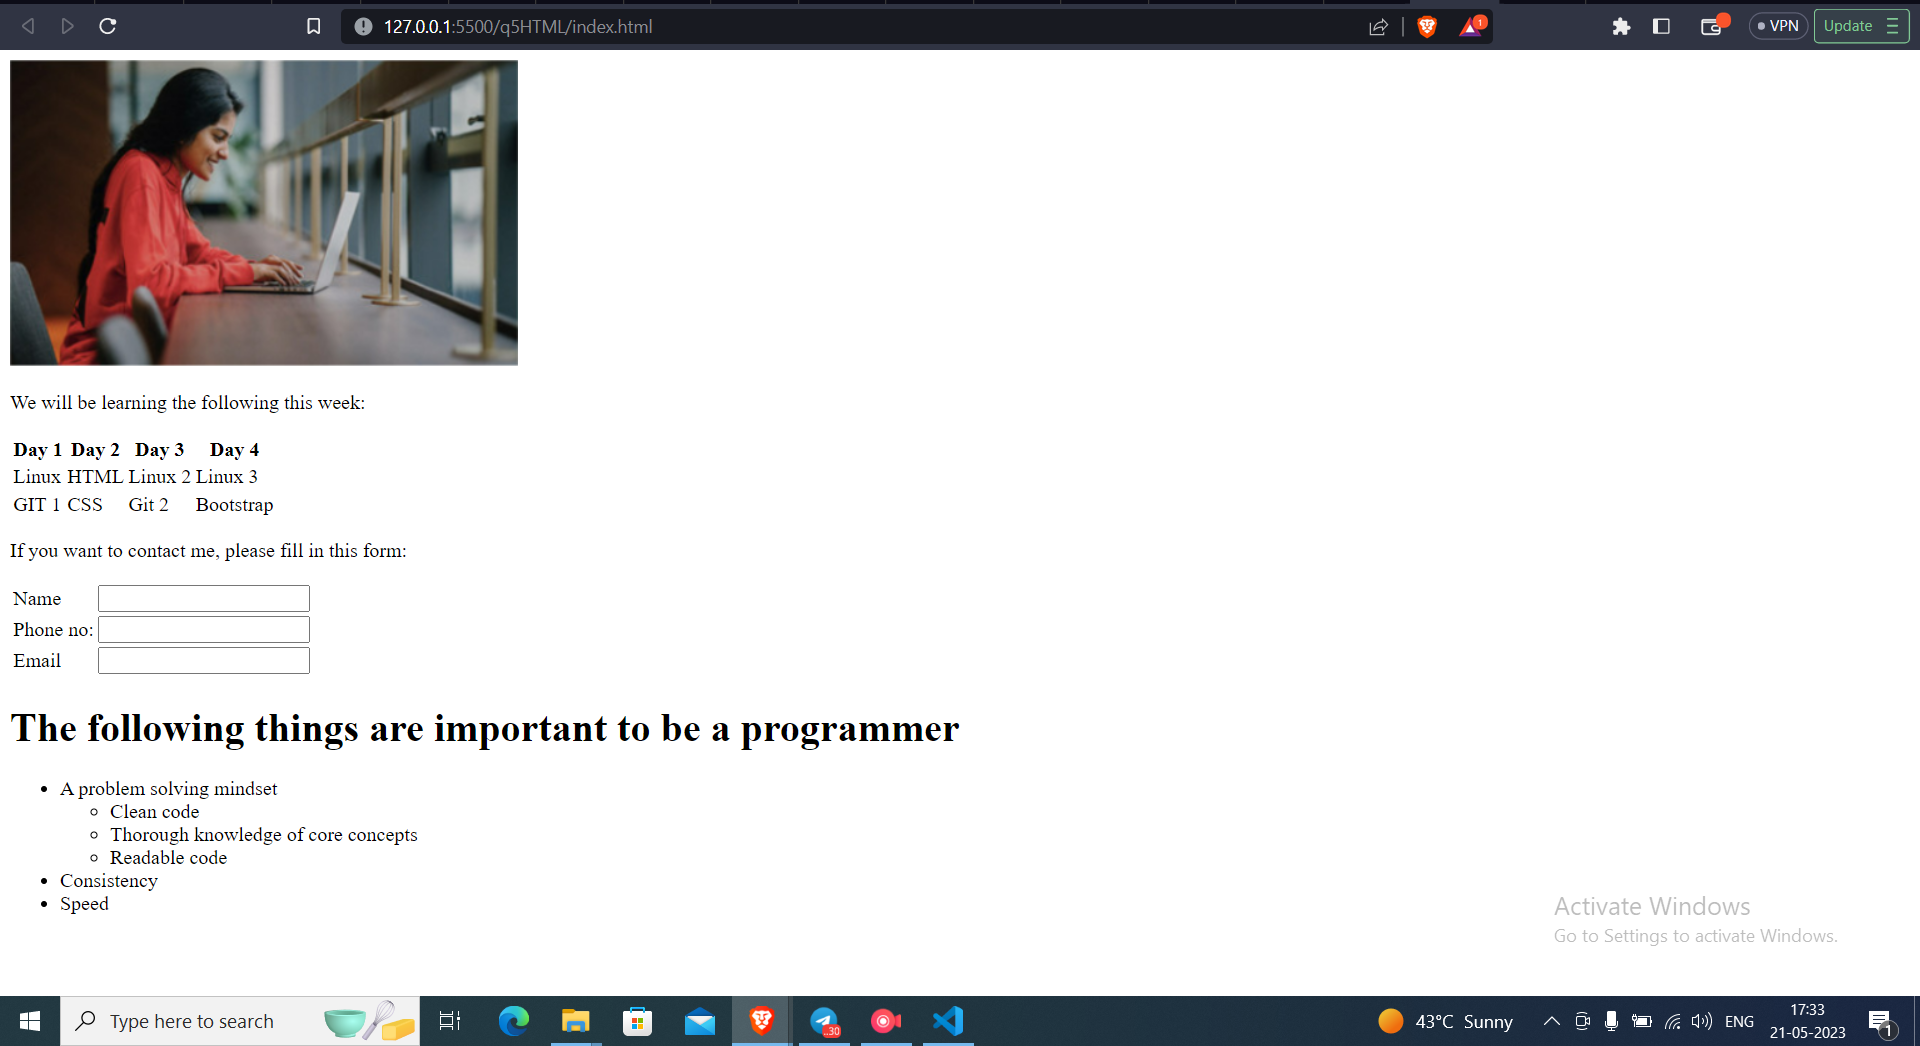 127.0.0.1:5500/q5HTML/index.html
1
VPN
Update
We will be learning the following this week:
Day 1 Day 2 Day 3 Day 4
Linux HTML Linux 2 Linux 3
GIT 1 CSS Git 2 Bootstrap
If you want to contact me, please fill in this form:
Name
Phone no:
Email
The following things are important to be a programmer
A problem solving mindset
Clean code
Thorough knowledge of core concepts
Readable code
Consistency
Speed
Activate Windows
Go to Settings to activate Windows.
Type here to search
..30
43°C Sunny
ENG
17:33
21-05-2023
1